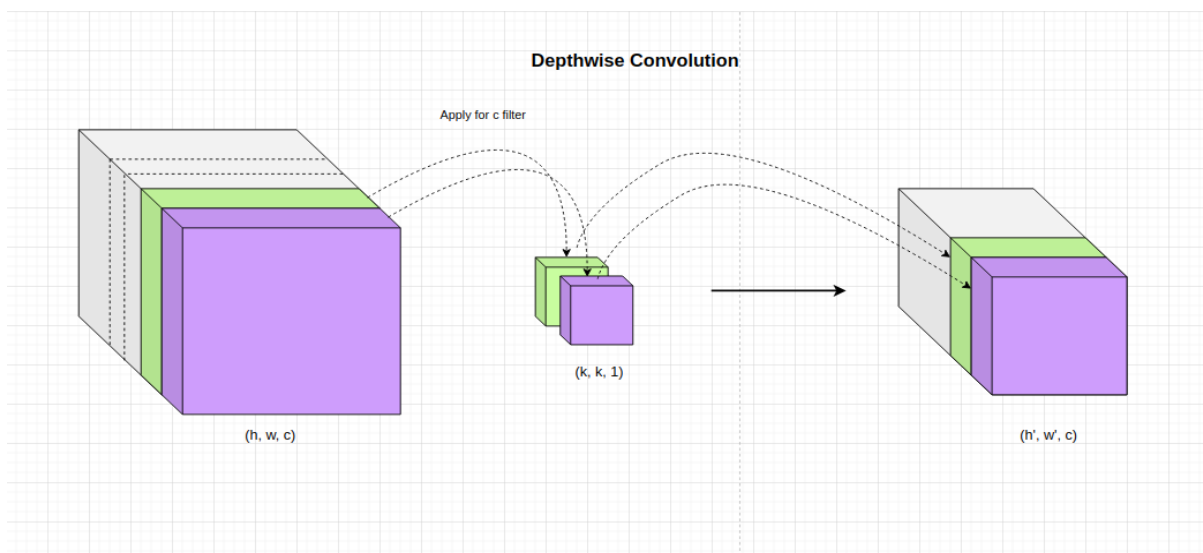 Depthwise Convolution
Apply for c filter
(k, k, 1)
(h, w, c)
(h', w', c)